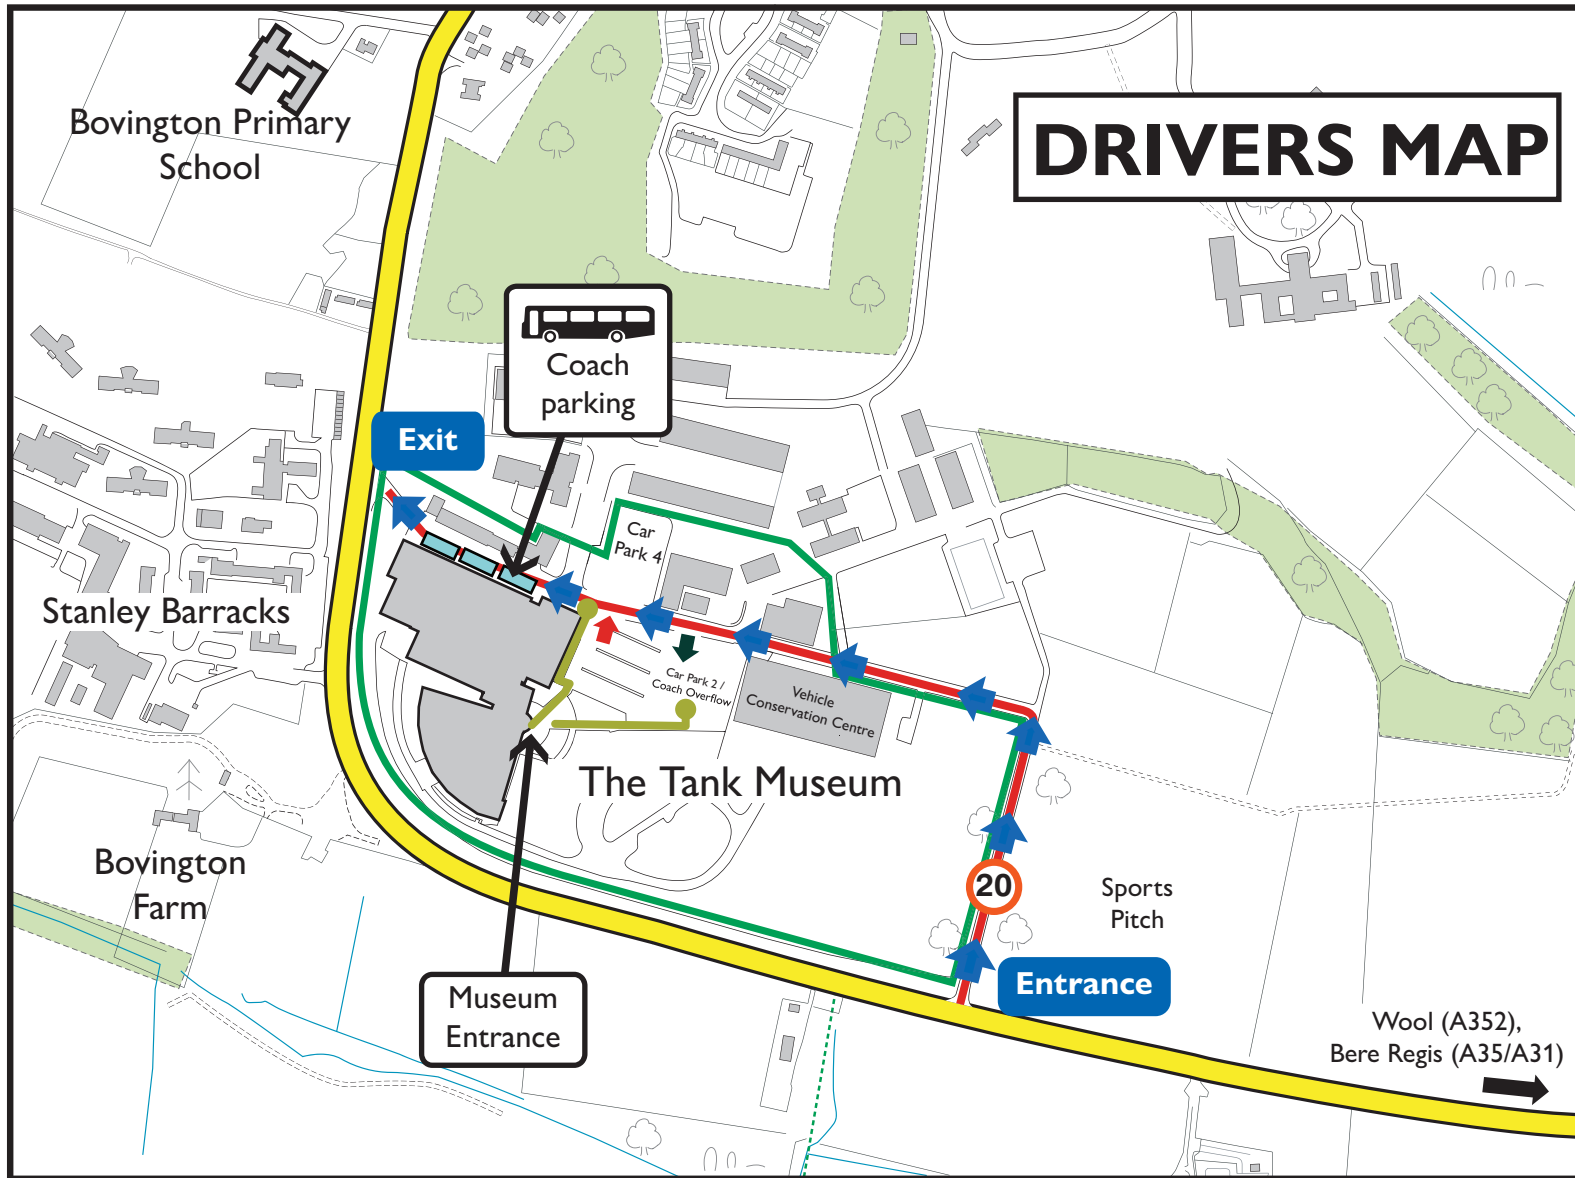 Bovington Primary
School
DRIVERS MAP
Coach
parking
Exit
Car
Park 4
Stanley Barracks
Car Park 2 /
Coach Overflow
Vehicle
Conservation Centre
The Tank Museum
Bovington
Farm
20
Sports
Pitch
Entrance
Museum
Entrance
Wool (A352),
Bere Regis (A35/A31)